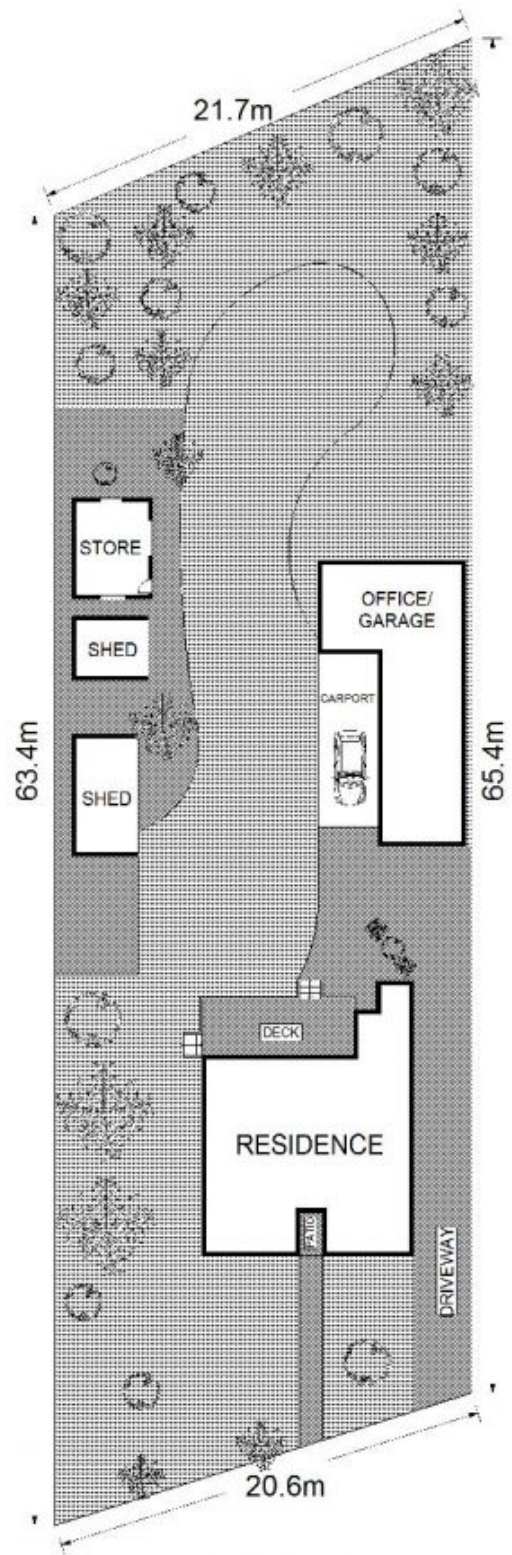 21.7m
STORE
OFFICE/
GARAGE
SHED
CARPORT
63.4m
65.4m
SHED
DECK
RESIDENCE
PATIO
DRIVEWAY
20.6m